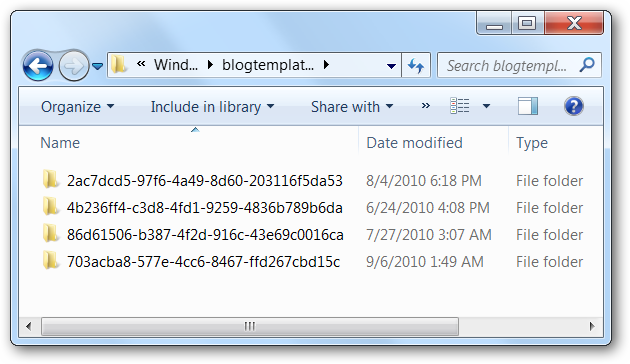 « Wind... ▸ blogtemplat... ▸ Search blogtempl...
Organize Include in library Share with »
Name Date modified Type
2ac7dcd5-97f6-4a49-8d60-203116f5da53 8/4/2010 6:18 PM File folder
4b236ff4-c3d8-4fd1-9259-4836b789b6da 6/24/2010 4:08 PM File folder
86d61506-b387-4f2d-916c-43e69c0016ca 7/27/2010 3:07 AM File folder
703acba8-577e-4cc6-8467-ffd267cbd15c 9/6/2010 1:49 AM File folder